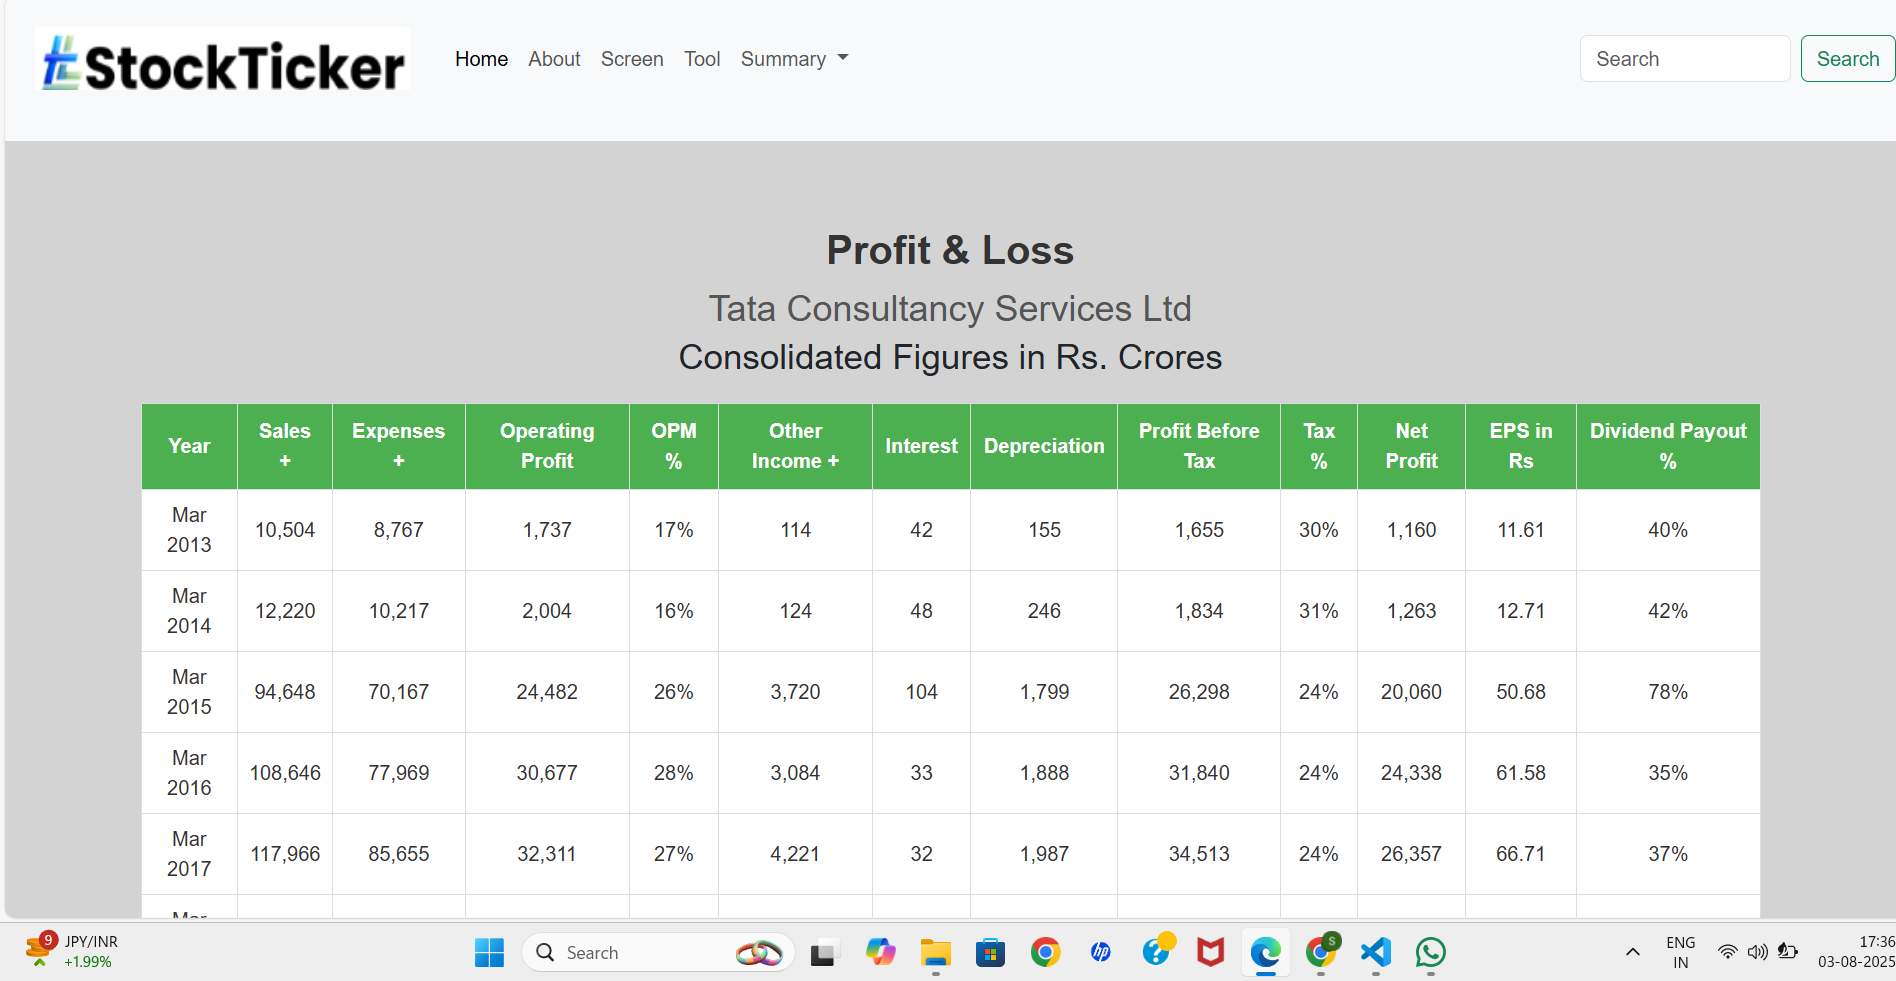 StockTicker
Home About Screen Tool Summary
Search Search
Profit & Loss
Tata Consultancy Services Ltd
Consolidated Figures in Rs. Crores
Year Sales + Expenses + Operating Profit OPM % Other Income + Interest Depreciation Profit Before Tax Tax % Net Profit EPS in Rs Dividend Payout %
Mar 2013 10,504 8,767 1,737 17% 114 42 155 1,655 30% 1,160 11.61 40%
Mar 2014 12,220 10,217 2,004 16% 124 48 246 1,834 31% 1,263 12.71 42%
Mar 2015 94,648 70,167 24,482 26% 3,720 104 1,799 26,298 24% 20,060 50.68 78%
Mar 2016 108,646 77,969 30,677 28% 3,084 33 1,888 31,840 24% 24,338 61.58 35%
Mar 2017 117,966 85,655 32,311 27% 4,221 32 1,987 34,513 24% 26,357 66.71 37%
Mar
9 JPY/INR
+1.99%
Search
hp
S
ENG
IN
17:36
03-08-2025